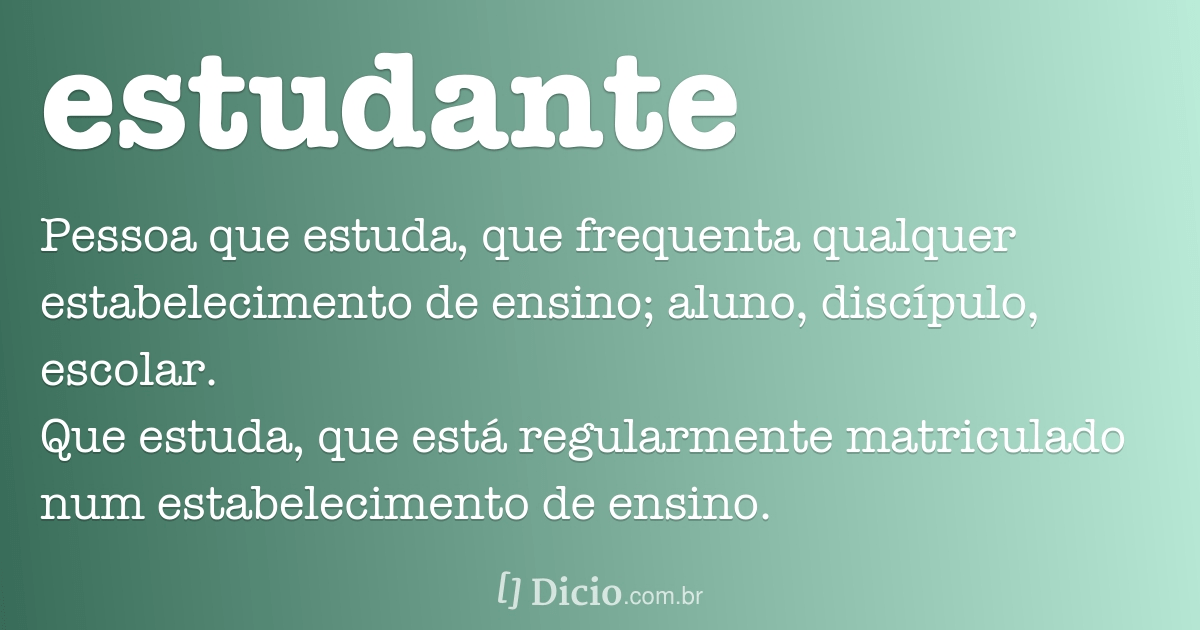 estudante
Pessoa que estuda, que frequenta qualquer
estabelecimento de ensino; aluno, discípulo,
escolar.
Que estuda, que está regularmente matriculado
num estabelecimento de ensino.
[] Dicio.com.br